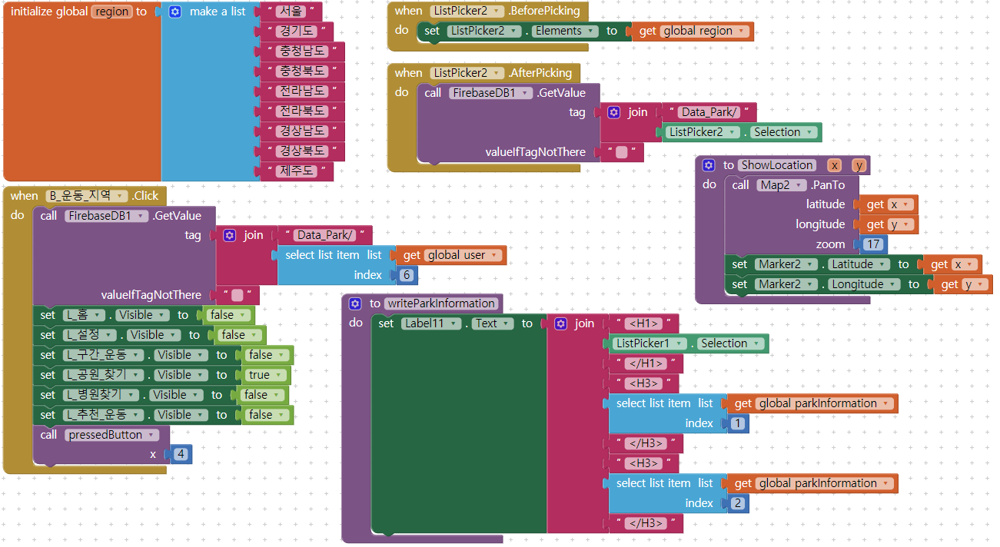 initialize global region to make a list " 서울 "
" 경기도 "
" 충청남도 "
" 충청북도 "
" 전라남도 "
" 전라북도 "
" 경상남도 "
" 경상북도 "
" 제주도 "
when ListPicker2 .BeforePicking
do set ListPicker2 . Elements to get global region
when ListPicker2 .AfterPicking
do call FirebaseDB1 .GetValue
tag join " Data_Park/ "
ListPicker2 . Selection
valueIfTagNotThere " "
to ShowLocation x y
do call Map2 .PanTo
latitude get x
longitude get y
zoom 17
set Marker2 . Latitude to get x
set Marker2 . Longitude to get y
when B_운동_지역 .Click
do call FirebaseDB1 .GetValue
tag join " Data_Park/ "
select list item list get global user
index 6
valueIfTagNotThere " "
set L_홈 . Visible to false
set L_설정 . Visible to false
set L_구간_운동 . Visible to false
set L_공원_찾기 . Visible to true
set L_병원찾기 . Visible to false
set L_추천_운동 . Visible to false
call pressedButton
x 4
to writeParkInformation
do set Label11 . Text to join " <H1> "
ListPicker1 . Selection
" </H1> "
" <H3> "
select list item list get global parkInformation
index 1
" </H3> "
" <H3> "
select list item list get global parkInformation
index 2
" </H3> "